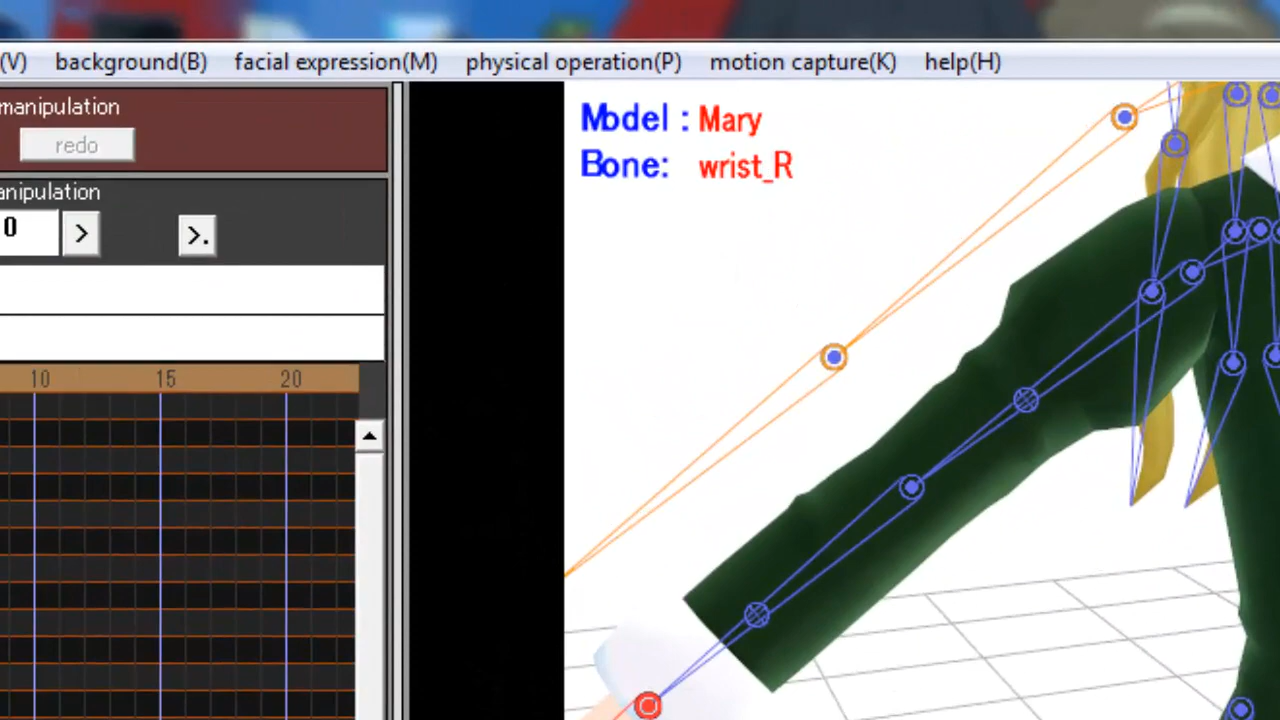 (V) background(B) facial expression(M) physical operation(P) motion capture(K) help(H)
manipulation
redo
anipulation
0 > >.
10 15 20
Model : Mary
Bone: wrist_R